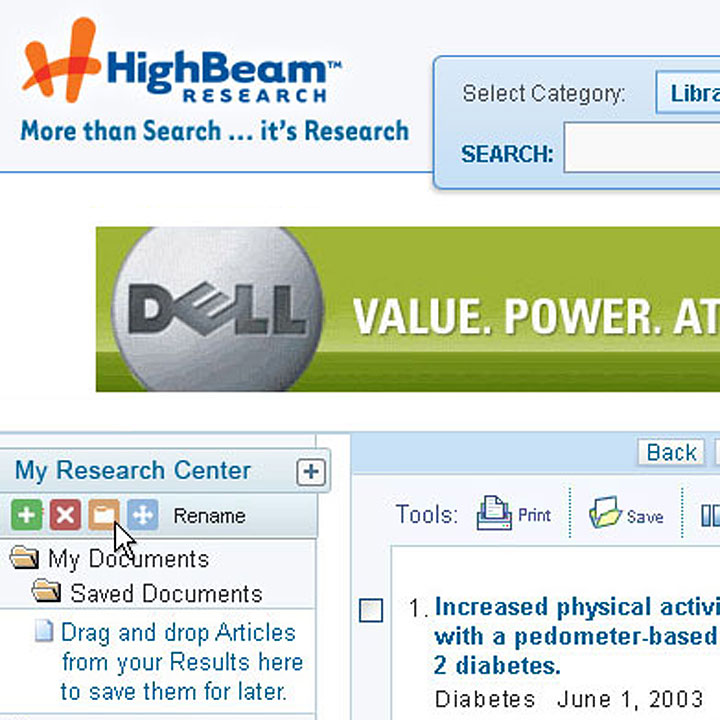 HighBeam™
RESEARCH
More than Search ... it's Research
Select Category:
SEARCH:
DELL
VALUE. POWER. AT
My Research Center
Back
Rename
Tools:
Print
Save
My Documents
Saved Documents
Drag and drop Articles
from your Results here
to save them for later.
1. Increased physical
with a pedometer-based
2 diabetes.
Diabetes June 1, 2003